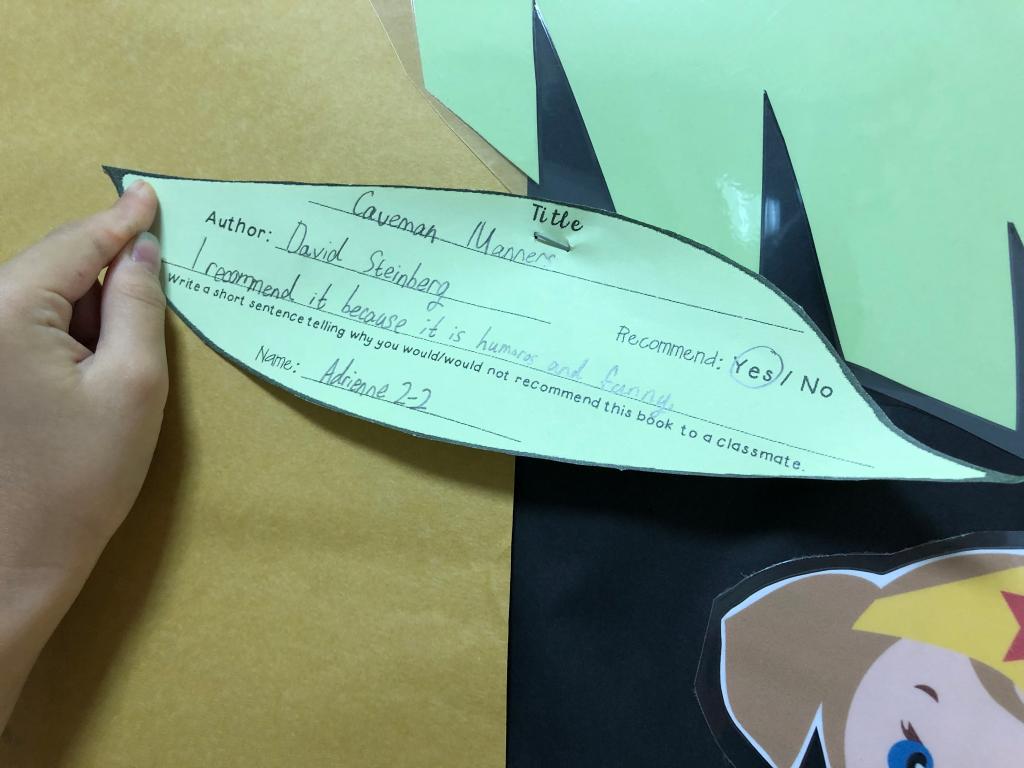 Caveman Manners
Title
Author: David Steinberg
Recommend: Yes / No
I recommend it because it is humoros and funny.
Write a short sentence telling why you would/would not recommend this book to a classmate.
Name: Adrienne 2-2